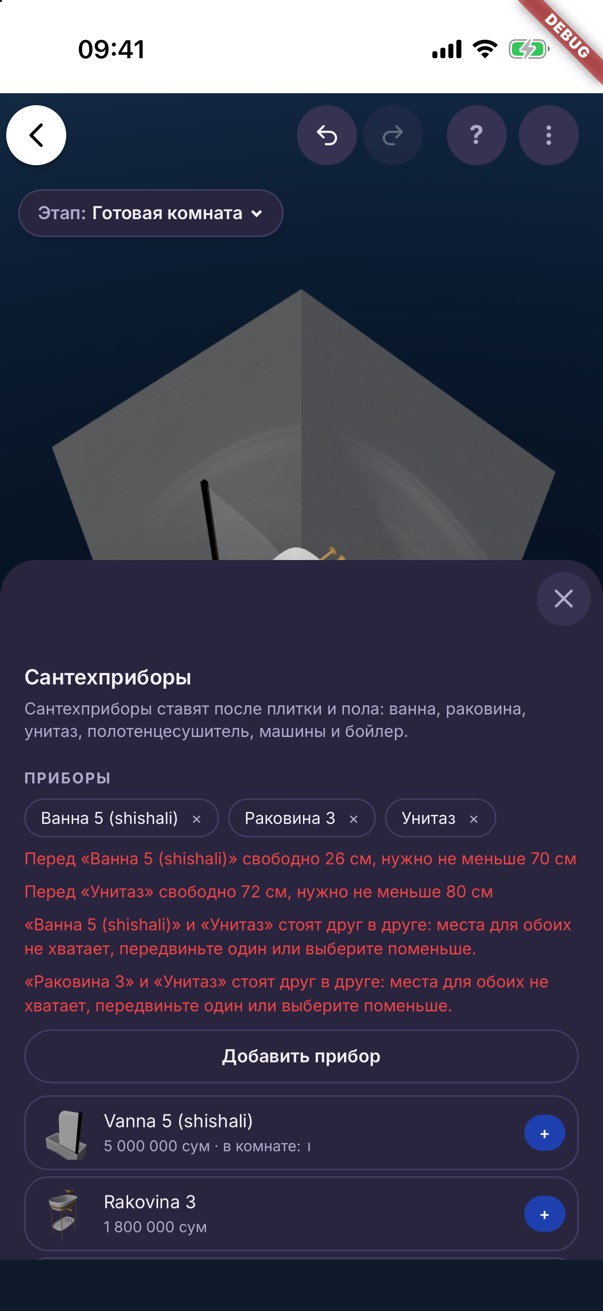 09:41
DEBUG
?
Этап: Готовая комната
Сантехприборы
Сантехприборы ставят после плитки и пола: ванна, раковина,
унитаз, полотенцесушитель, машины и бойлер.
ПРИБОРЫ
Ванна 5 (shishali) ×
Раковина 3 ×
Унитаз ×
Перед «Ванна 5 (shishali)» свободно 26 см, нужно не меньше 70 см
Перед «Унитаз» свободно 72 см, нужно не меньше 80 см
«Ванна 5 (shishali)» и «Унитаз» стоят друг в друге: места для обоих
не хватает, передвиньте один или выберите поменьше.
«Раковина 3» и «Унитаз» стоят друг в друге: места для обоих не
хватает, передвиньте один или выберите поменьше.
Добавить прибор
Vanna 5 (shishali)
5 000 000 сум · в комнате:
+
Rakovina 3
1 800 000 сум
+